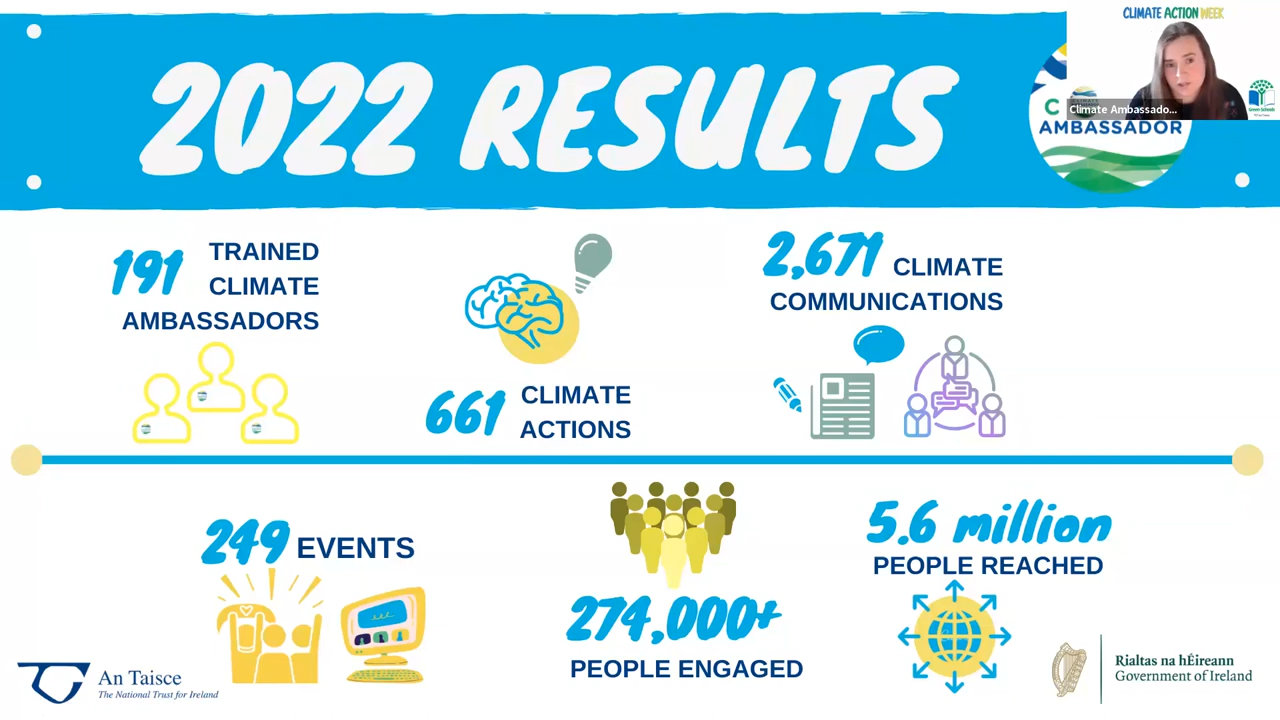 CLIMATE ACTION WEEK
2022 RESULTS
Climate Ambassado...
Green Schools
AMBASSADOR
191 TRAINED
CLIMATE
AMBASSADORS
661 CLIMATE
ACTIONS
2,671 CLIMATE
COMMUNICATIONS
249 EVENTS
274,000+
PEOPLE ENGAGED
5.6 million
PEOPLE REACHED
An Taisce
The National Trust for Ireland
Rialtas na hÉireann
Government of Ireland